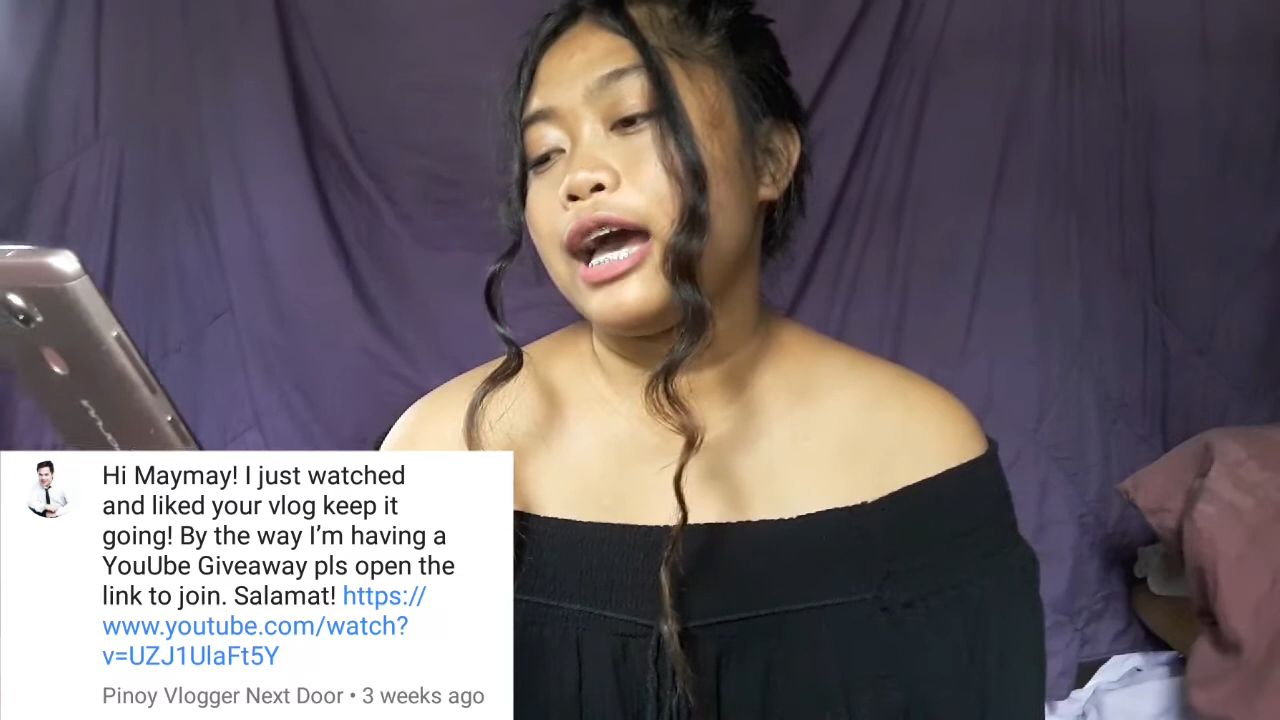 Hi Maymay! I just watched
and liked your vlog keep it
going! By the way I'm having a
YouUbe Giveaway pls open the
link to join. Salamat! https://
www.youtube.com/watch?
v=UZJ1UlaFt5Y
Pinoy Vlogger Next Door • 3 weeks ago